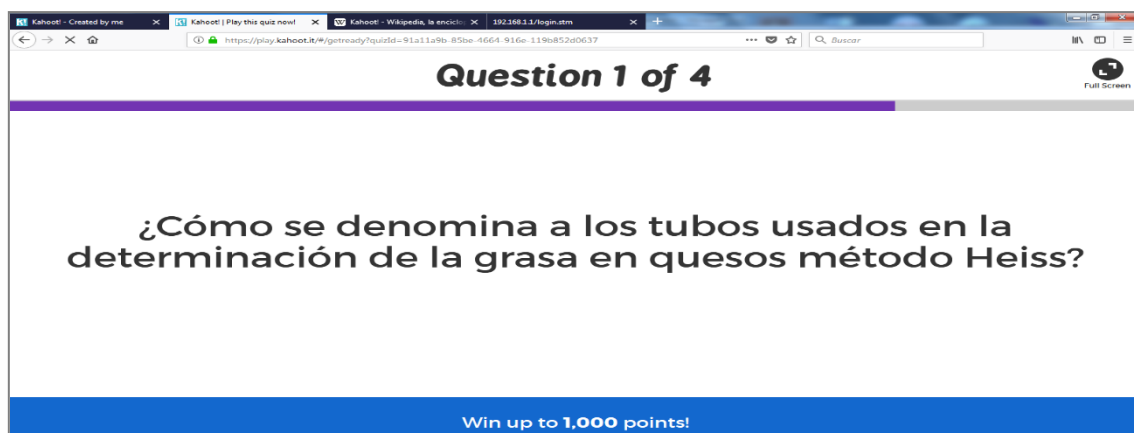 Kahoot! - Created by me
Kahoot! | Play this quiz now!
Kahoot! - Wikipedia, la enciclo
192.168.1.1/login.stm
https://play.kahoot.it/#/getready?quizId=91a11a9b-85be-4664-916e-119b852d0637
Buscar
Question 1 of 4
Full Screen
¿Cómo se denomina a los tubos usados en la
determinación de la grasa en quesos método Heiss?
Win up to 1,000 points!